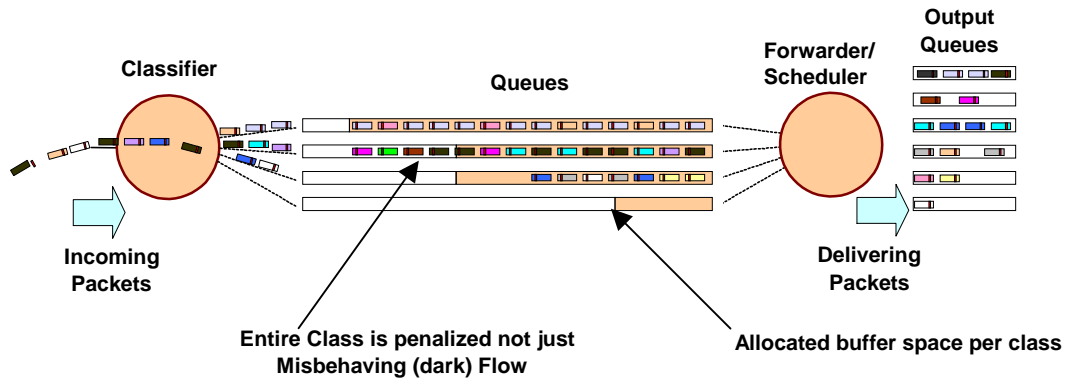 Output
Queues
Classifier
Queues
Forwarder/
Scheduler
Incoming
Packets
Delivering
Packets
Entire Class is penalized not just
Misbehaving (dark) Flow
Allocated buffer space per class